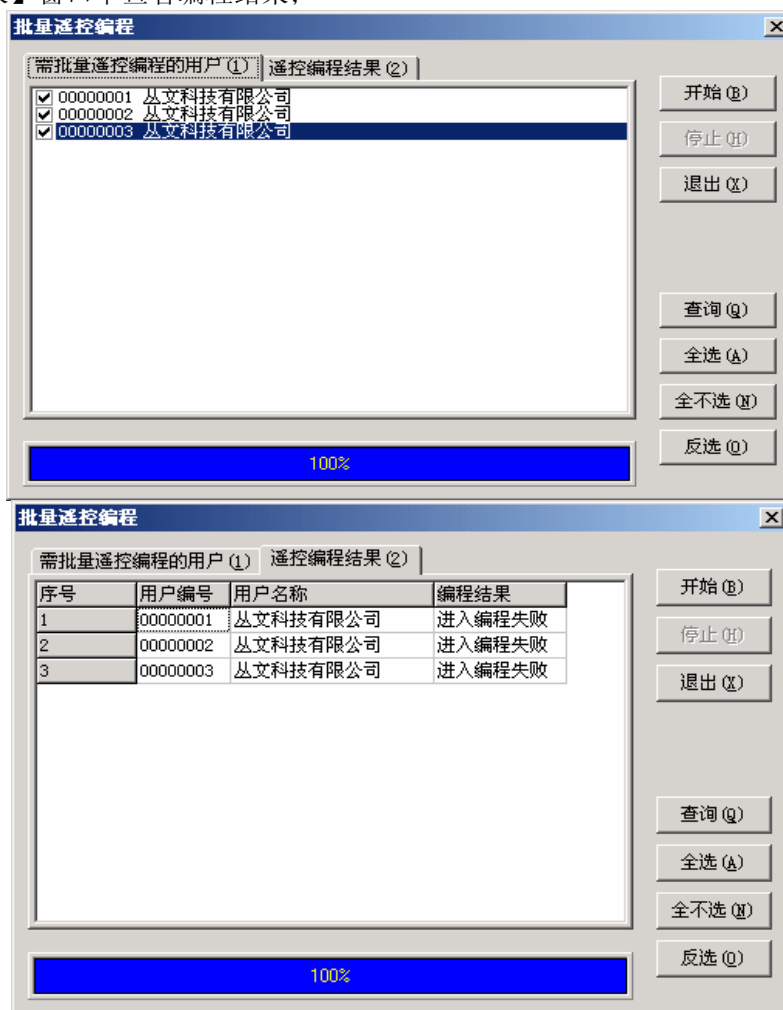 批量遥控编程
需批量遥控编程的用户(1) 遥控编程结果(2)
00000001 丛文科技有限公司
00000002 丛文科技有限公司
00000003 丛文科技有限公司
开始(B)
停止(H)
退出(X)
查询(Q)
全选(A)
全不选(N)
反选(O)
100%
批量遥控编程
需批量遥控编程的用户(1) 遥控编程结果(2)
序号 用户编号 用户名称 编程结果
1 00000001 丛文科技有限公司 进入编程失败
2 00000002 丛文科技有限公司 进入编程失败
3 00000003 丛文科技有限公司 进入编程失败
开始(B)
停止(H)
退出(X)
查询(Q)
全选(A)
全不选(N)
反选(O)
100%